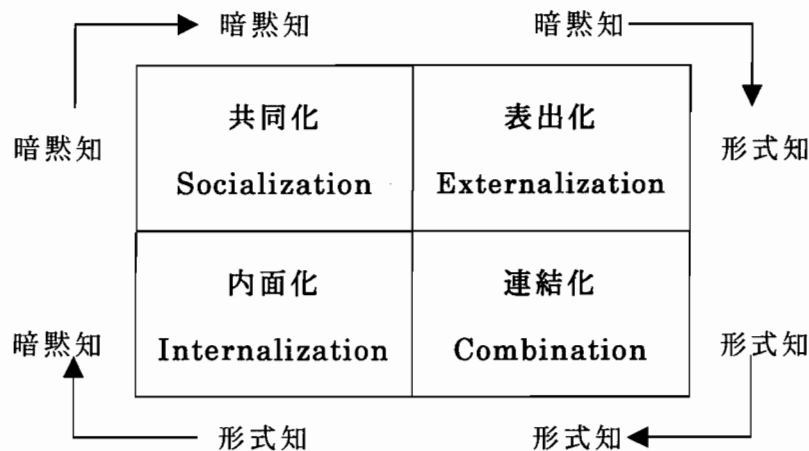 暗黙知 暗黙知
共同化 表出化
暗黙知 形式知
Socialization Externalization
内面化 連結化
暗黙知 Internalization Combination 形式知
形式知 形式知